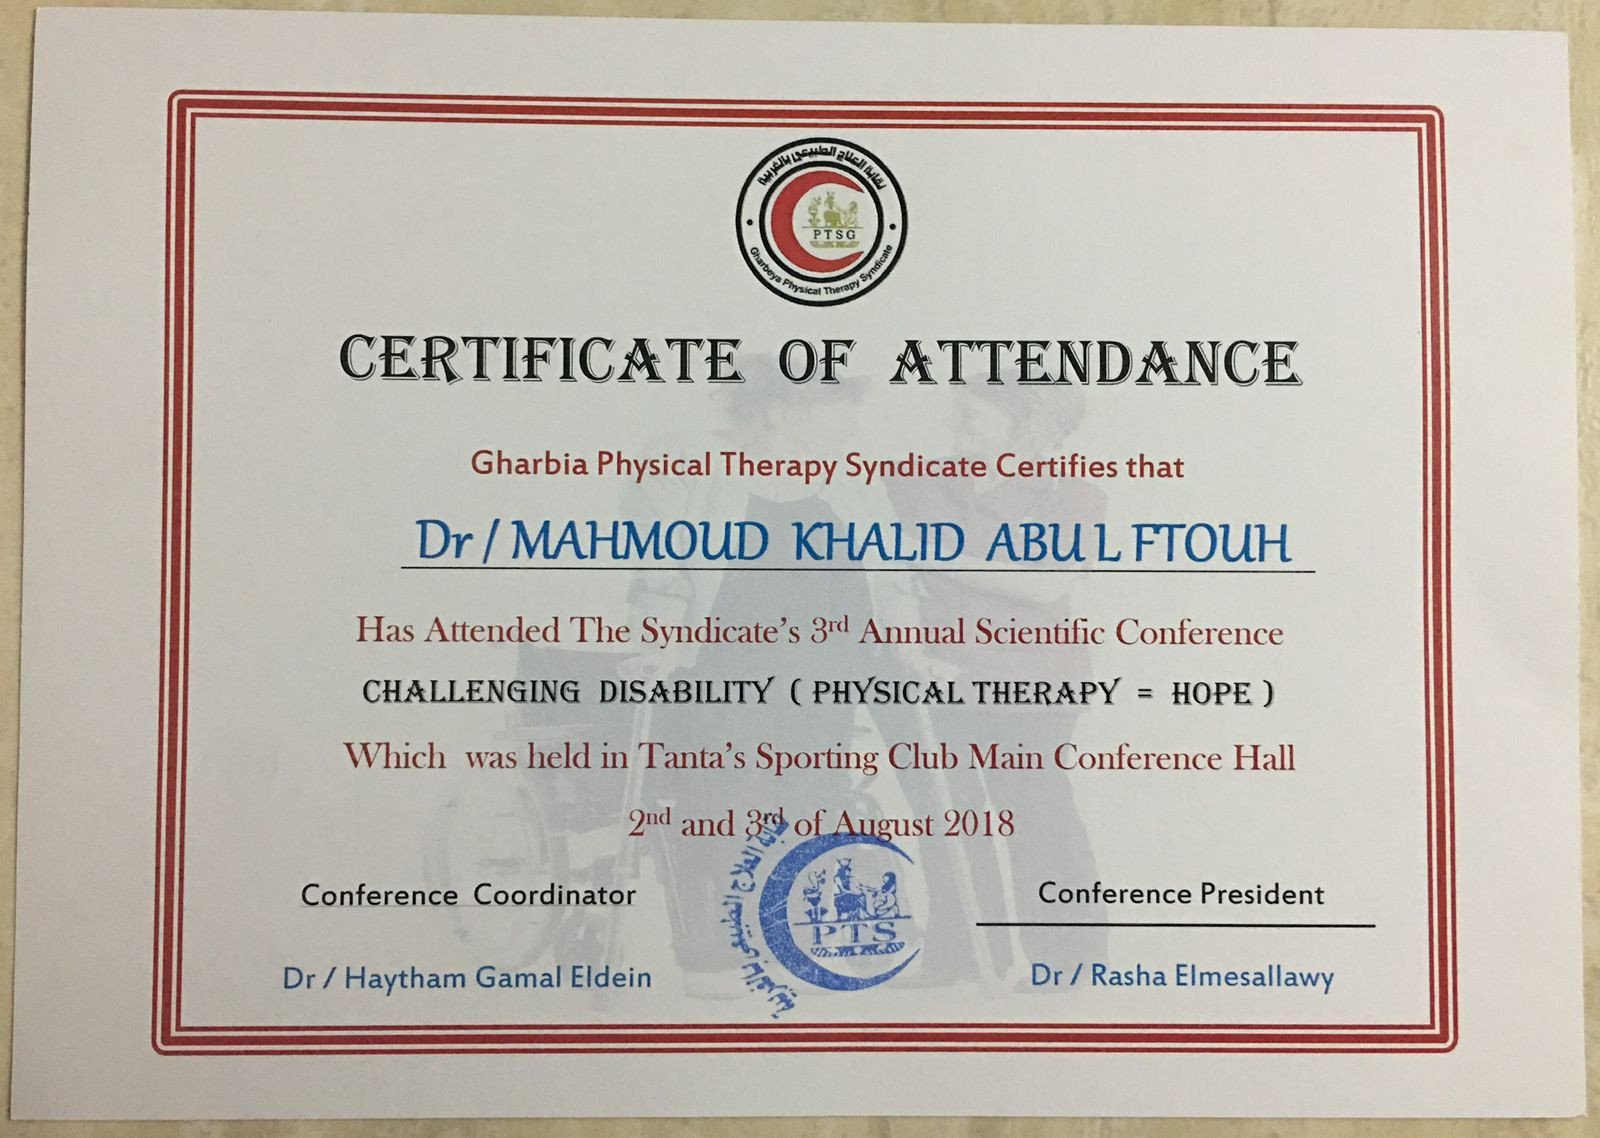 نقابة العلاج الطبيعي بالغربية
PTSG
Gharbeya Physical Therapy Syndicate
CERTIFICATE OF ATTENDANCE
Gharbia Physical Therapy Syndicate Certifies that
Dr / MAHMOUD KHALID ABU L FTOUH
Has Attended The Syndicate's 3rd Annual Scientific Conference
CHALLENGING DISABILITY ( PHYSICAL THERAPY = HOPE )
Which was held in Tanta's Sporting Club Main Conference Hall
2nd and 3rd of August 2018
Conference Coordinator
Conference President
PTS
Dr / Haytham Gamal Eldein
Dr / Rasha Elmesallawy